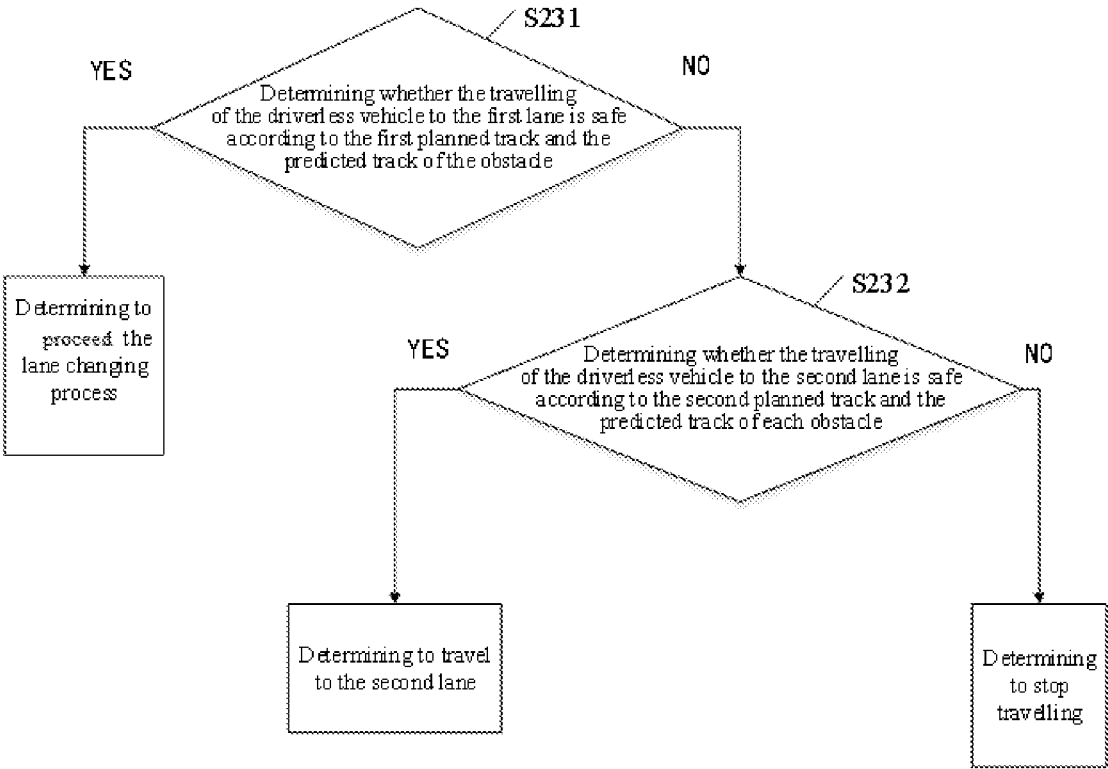 S231
YES
NO
Determining whether the travelling
of the driverless vehicle to the first lane is safe
according to the first planned track and the
predicted track of the obstacle
Determining to
proceed the
lane changing
process
S232
YES
NO
Determining whether the travelling
of the driverless vehicle to the second lane is safe
according to the second planned track and the
predicted track of each obstacle
Determining to travel
to the second lane
Determining
to stop
travelling